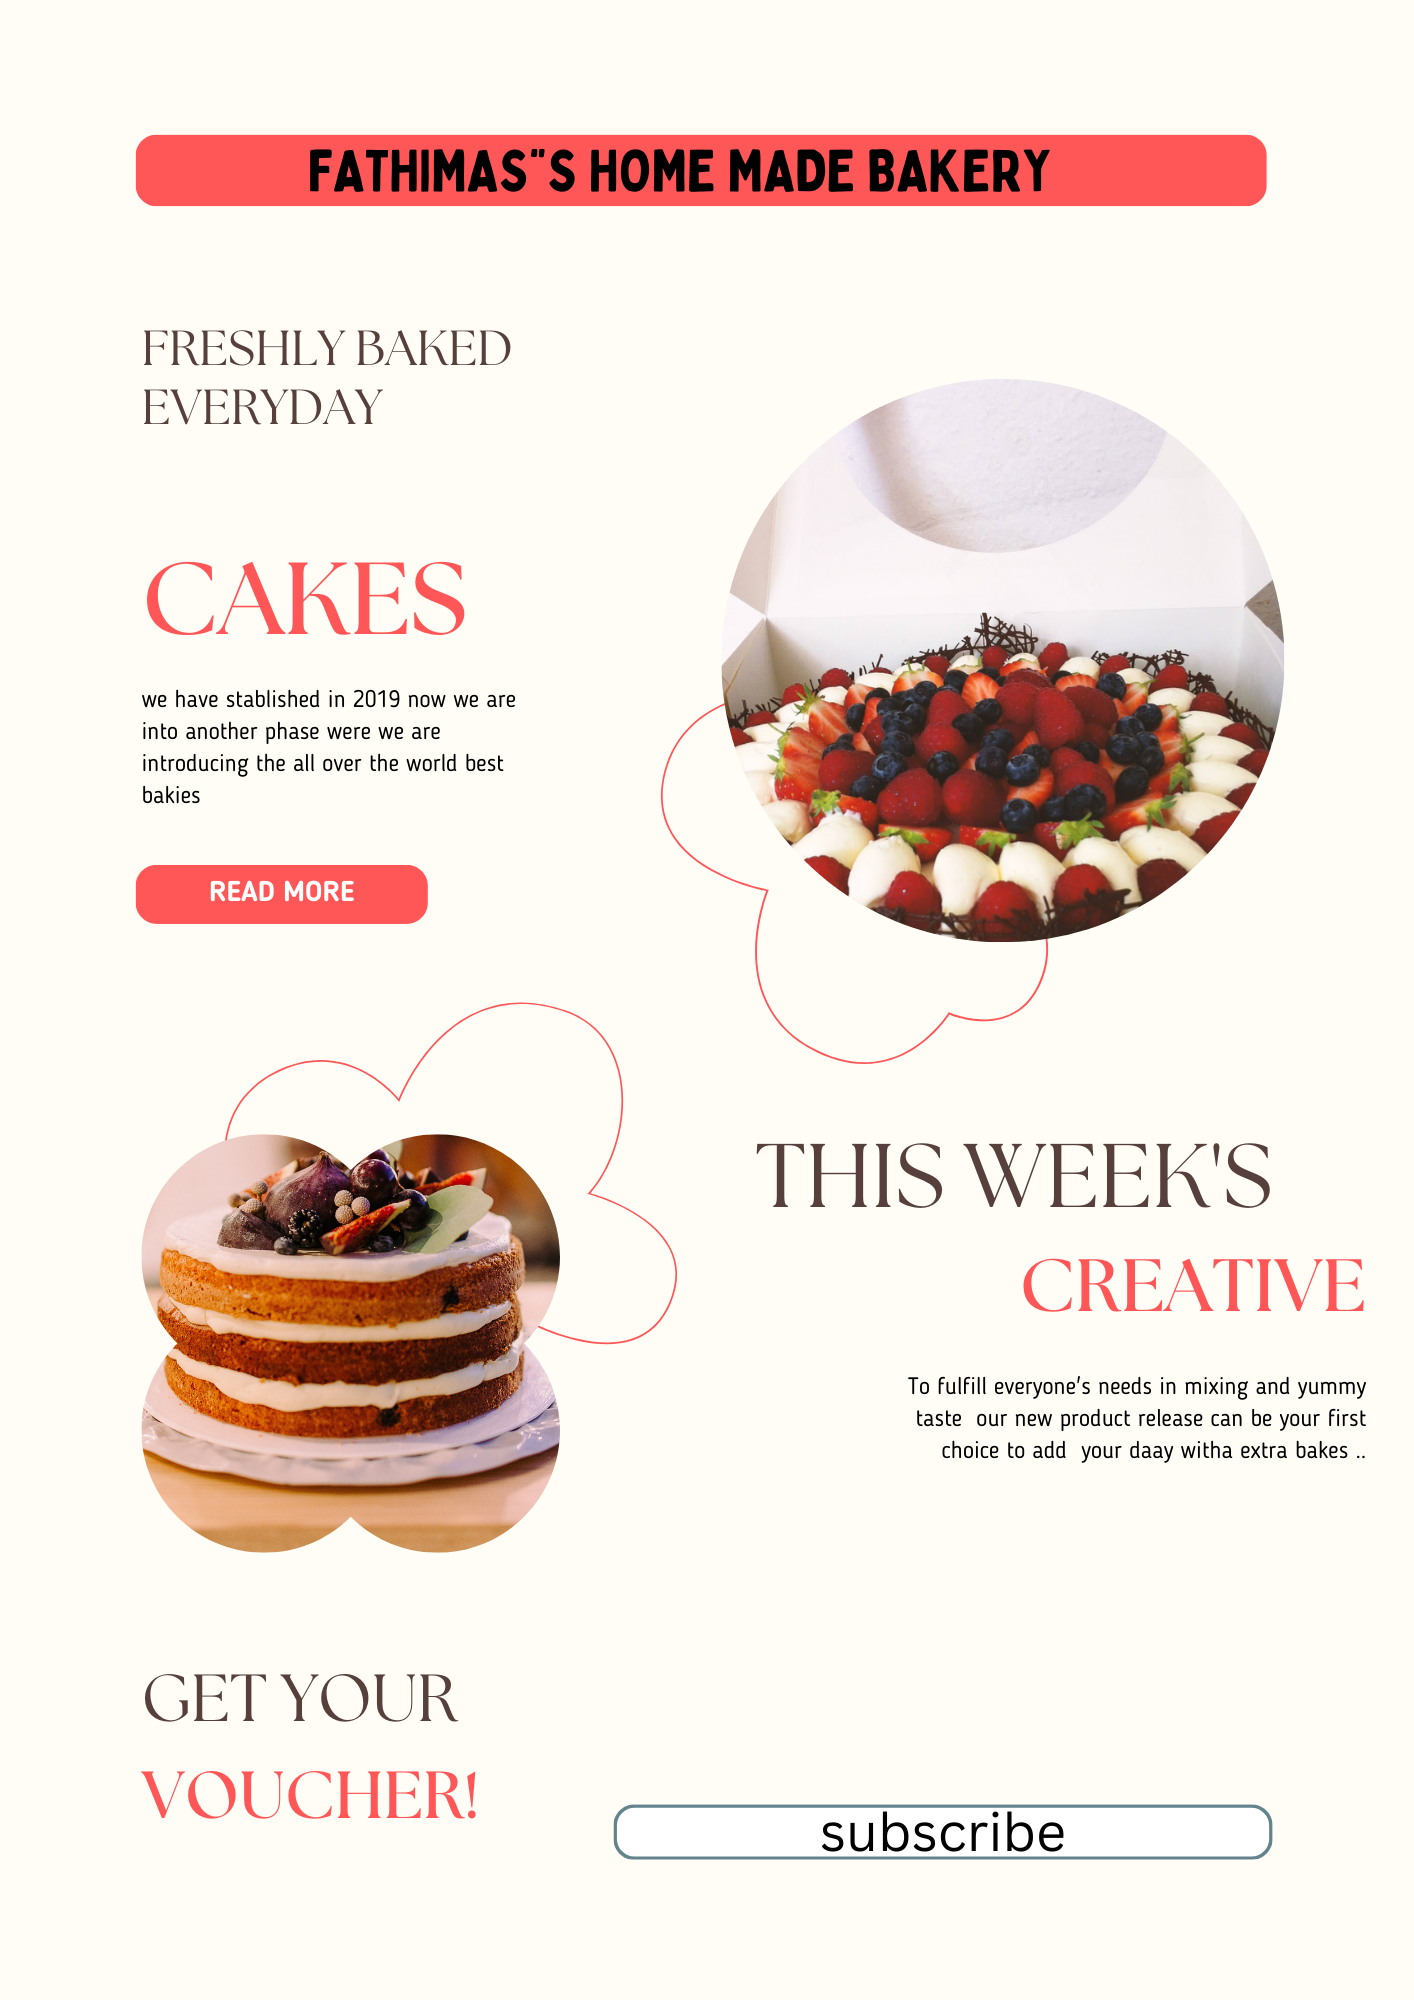 FATHIMAS"S HOME MADE BAKERY
FRESHLY BAKED
EVERYDAY
CAKES
we have stablished in 2019 now we are
into another phase were we are
introducing the all over the world best
bakies
READ MORE
THIS WEEK'S
CREATIVE
To fulfill everyone's needs in mixing and yummy
taste  our new product release can be your first
choice to add  your daay witha extra bakes ..
GET YOUR
VOUCHER!
subscribe